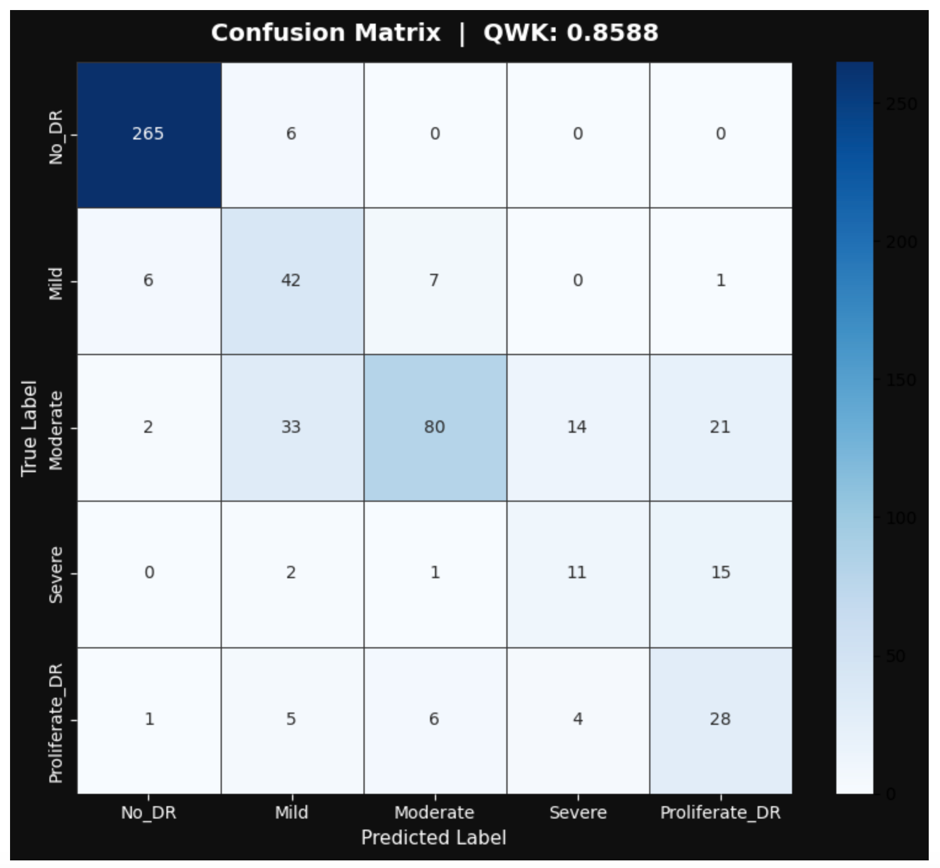 Confusion Matrix | QWK: 0.8588
True Label
No_DR
265 6 0 0 0
Mild
6 42 7 0 1
Moderate
2 33 80 14 21
Severe
0 2 1 11 15
Proliferate_DR
1 5 6 4 28
No_DR Mild Moderate Severe Proliferate_DR
Predicted Label
250
200
150
100
50
0